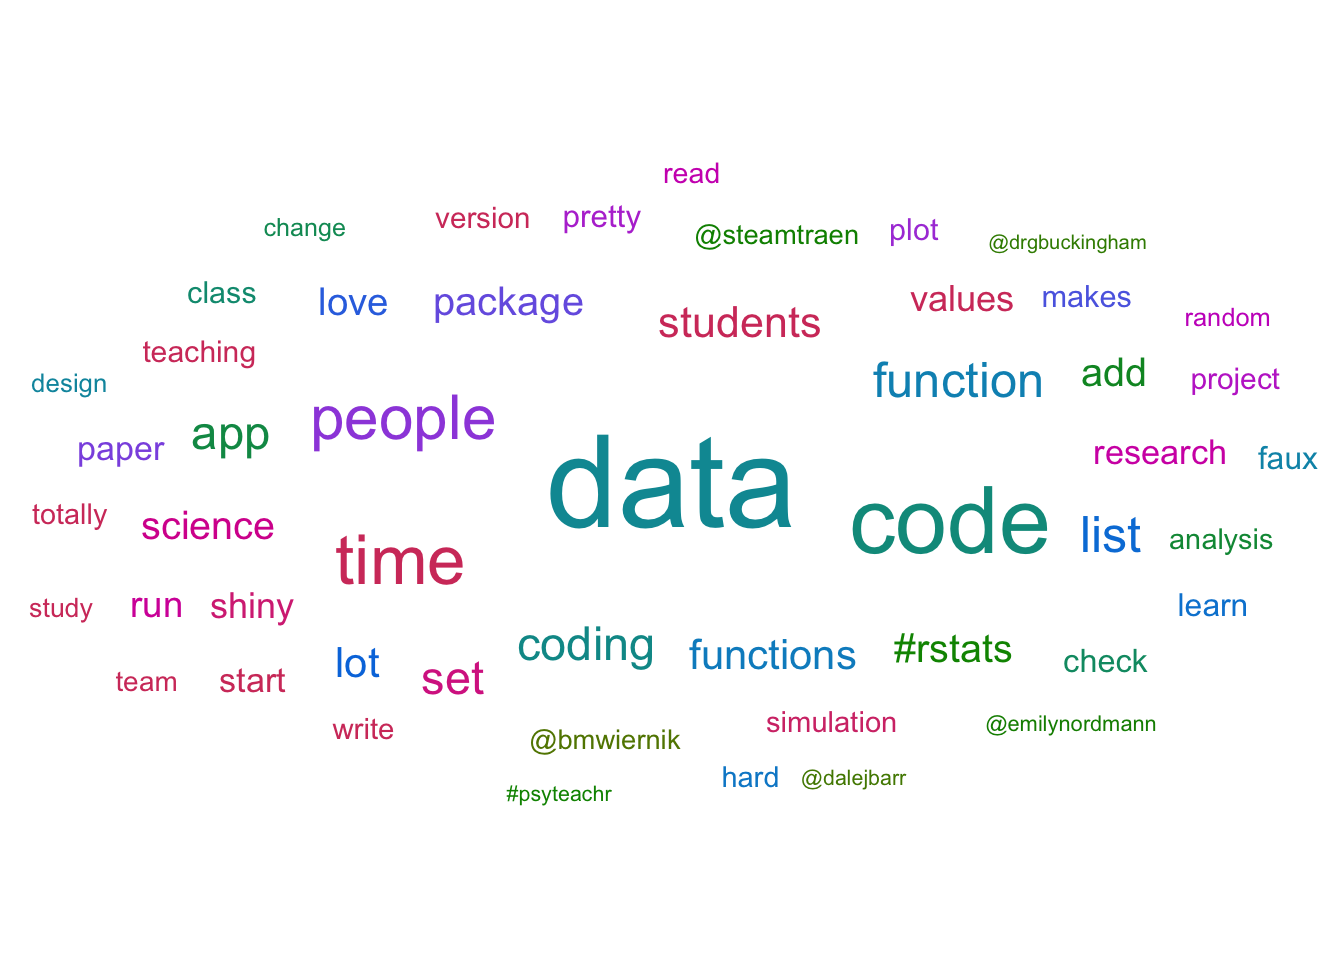 read
change
version
pretty
@steamtraen
plot
@drgbuckingham
class
love
package
students
values
makes
random
teaching
design
people
function
add
project
paper
app
data
research
faux
totally
science
time
code
list
analysis
study
run
shiny
learn
coding
functions
#rstats
check
team
start
lot
set
write
@bmwiernik
simulation
@emilynordmann
#psyteachr
hard
@dalejbarr